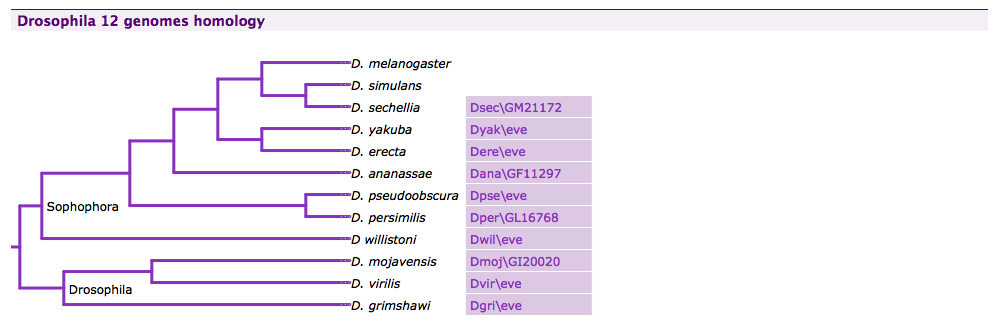 Drosophila 12 genomes homology
D. melanogaster
D. simulans
D. sechellia Dsec\GM21172
D. yakuba Dyak\eve
D. erecta Dere\eve
D. ananassae Dana\GF11297
D. pseudoobscura Dpse\eve
Sophophora
D. persimilis Dper\GL16768
D willistoni Dwil\eve
D. mojavensis Dmoj\GI20020
D. virilis Dvir\eve
Drosophila
D. grimshawi Dgri\eve